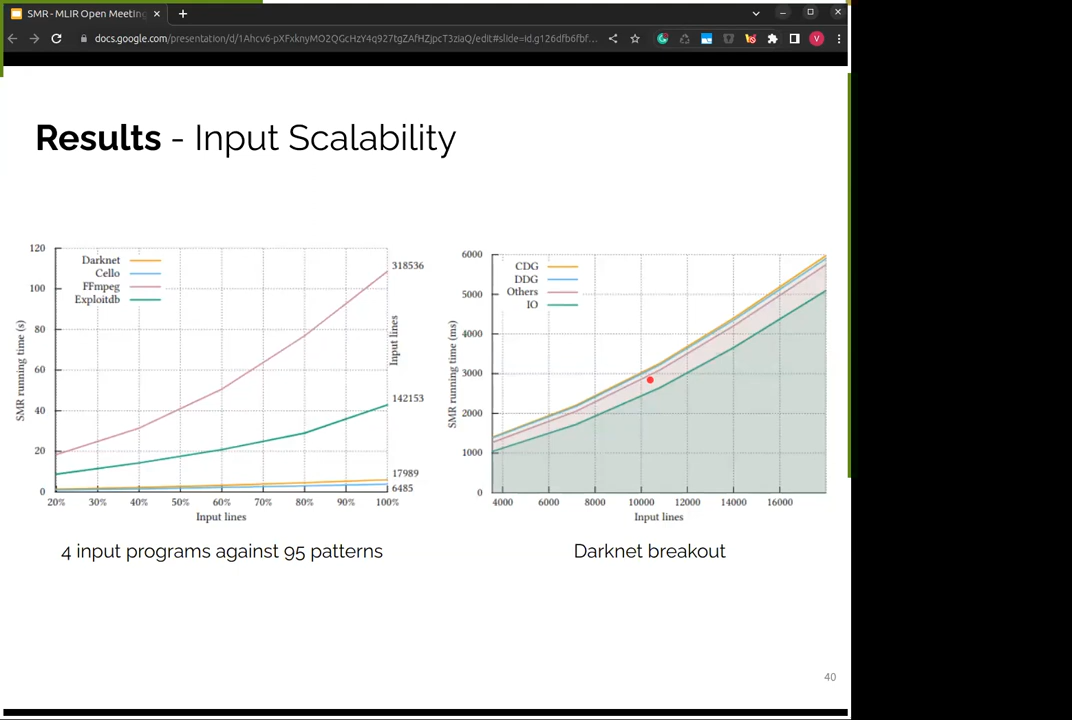 SMR - MLIR Open Meeting
docs.google.com/presentation/d/1Ahcv6-pXFxknyMO2QGcHzY4q927tgZAfHZjpcT3ziaQ/edit#slide=id.g126dfb6fbf...
V
Results - Input Scalability
120
100
80
60
40
20
0
SMR running time (s)
Darknet
Cello
FFmpeg
Exploitdb
318536
142153
17989
6485
Input lines
20% 30% 40% 50% 60% 70% 80% 90% 100%
Input lines
4 input programs against 95 patterns
6000
5000
4000
3000
2000
1000
0
SMR running time (ms)
CDG
DDG
Others
IO
4000 6000 8000 10000 12000 14000 16000
Input lines
Darknet breakout
40